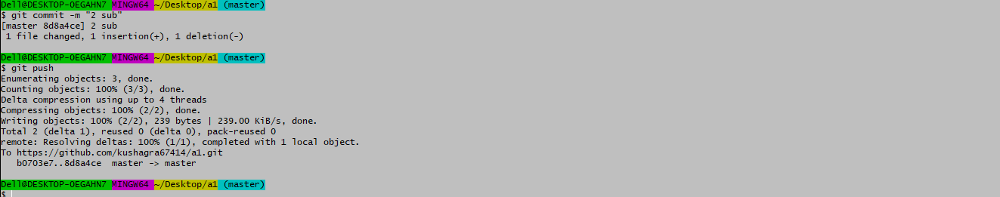 Dell@DESKTOP-OEGAHN7 MINGW64 ~/Desktop/a1 (master)
$ git commit -m "2 sub"
[master 8d8a4ce] 2 sub
 1 file changed, 1 insertion(+), 1 deletion(-)
Dell@DESKTOP-OEGAHN7 MINGW64 ~/Desktop/a1 (master)
$ git push
Enumerating objects: 3, done.
Counting objects: 100% (3/3), done.
Delta compression using up to 4 threads
Compressing objects: 100% (2/2), done.
Writing objects: 100% (2/2), 239 bytes | 239.00 KiB/s, done.
Total 2 (delta 1), reused 0 (delta 0), pack-reused 0
remote: Resolving deltas: 100% (1/1), completed with 1 local object.
To https://github.com/kushagra67414/a1.git
   b0703e7..8d8a4ce  master -> master
Dell@DESKTOP-OEGAHN7 MINGW64 ~/Desktop/a1 (master)
$